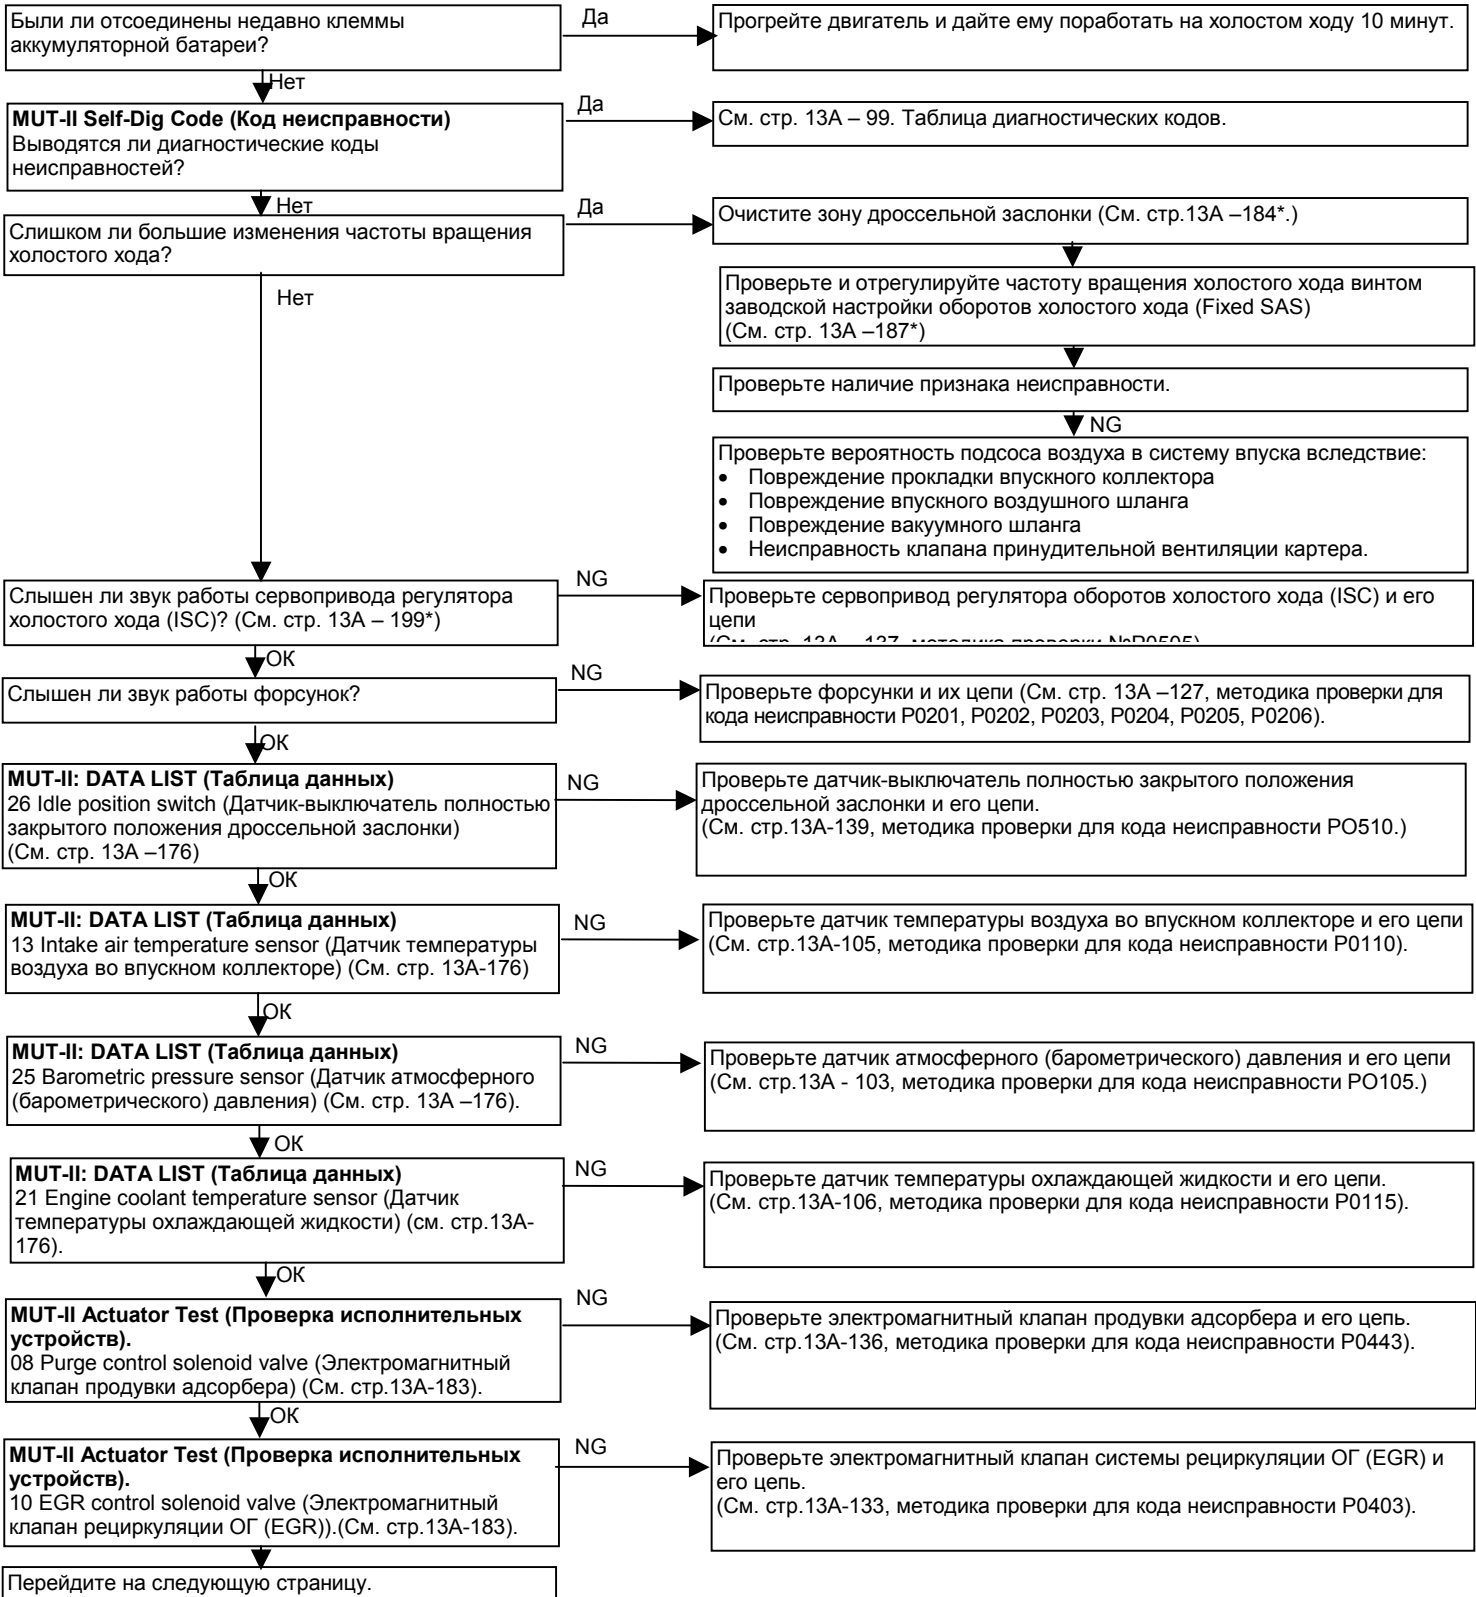 Были ли отсоединены недавно клеммы
аккумуляторной батареи?
Да
Прогрейте двигатель и дайте ему поработать на холостом ходу 10 минут.
Нет
MUT-II Self-Dig Code (Код неисправности)
Выводятся ли диагностические коды
неисправностей?
Да
См. стр. 13А – 99. Таблица диагностических кодов.
Нет
Слишком ли большие изменения частоты вращения
холостого хода?
Да
Очистите зону дроссельной заслонки (См. стр.13А –184*.)
Проверьте и отрегулируйте частоту вращения холостого хода винтом
заводской настройки оборотов холостого хода (Fixed SAS)
(См. стр. 13А –187*)
Нет
Проверьте наличие признака неисправности.
NG
Проверьте вероятность подсоса воздуха в систему впуска вследствие:
• Повреждение прокладки впускного коллектора
• Повреждение впускного воздушного шланга
• Повреждение вакуумного шланга
• Неисправность клапана принудительной вентиляции картера.
Слышен ли звук работы сервопривода регулятора
холостого хода (ISC)? (См. стр. 13А – 199*)
NG
Проверьте сервопривод регулятора оборотов холостого хода (ISC) и его
цепи
(См. стр. 13А – 137, методика проверки №P0505)
ОК
Слышен ли звук работы форсунок?
NG
Проверьте форсунки и их цепи (См. стр. 13А –127, методика проверки для
кода неисправности P0201, P0202, P0203, P0204, P0205, P0206).
ОК
MUT-II: DATA LIST (Таблица данных)
26 Idle position switch (Датчик-выключатель полностью
закрытого положения дроссельной заслонки)
(См. стр. 13А –176)
NG
Проверьте датчик-выключатель полностью закрытого положения
дроссельной заслонки и его цепи.
(См. стр.13А-139, методика проверки для кода неисправности PO510.)
ОК
MUT-II: DATA LIST (Таблица данных)
13 Intake air temperature sensor (Датчик температуры
воздуха во впускном коллекторе) (См. стр. 13А-176)
NG
Проверьте датчик температуры воздуха во впускном коллекторе и его цепи
(См. стр.13А-105, методика проверки для кода неисправности P0110).
ОК
MUT-II: DATA LIST (Таблица данных)
25 Barometric pressure sensor (Датчик атмосферного
(барометрического) давления) (См. стр. 13А –176).
NG
Проверьте датчик атмосферного (барометрического) давления и его цепи
(См. стр.13А - 103, методика проверки для кода неисправности PO105.)
ОК
MUT-II: DATA LIST (Таблица данных)
21 Engine coolant temperature sensor (Датчик
температуры охлаждающей жидкости) (см. стр.13А-
176).
NG
Проверьте датчик температуры охлаждающей жидкости и его цепи.
(См. стр.13А-106, методика проверки для кода неисправности P0115).
ОК
MUT-II Actuator Test (Проверка исполнительных
устройств).
08 Purge control solenoid valve (Электромагнитный
клапан продувки адсорбера) (См. стр.13А-183).
NG
Проверьте электромагнитный клапан продувки адсорбера и его цепь.
(См. стр.13А-136, методика проверки для кода неисправности P0443).
ОК
MUT-II Actuator Test (Проверка исполнительных
устройств).
10 EGR control solenoid valve (Электромагнитный
клапан рециркуляции ОГ (EGR)).(См. стр.13А-183).
NG
Проверьте электромагнитный клапан системы рециркуляции ОГ (EGR) и
его цепь.
(См. стр.13А-133, методика проверки для кода неисправности P0403).
Перейдите на следующую страницу.